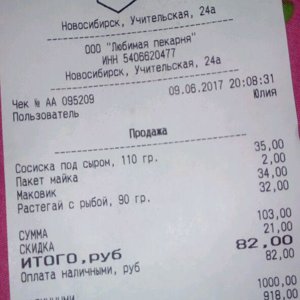 Новосибирск, Учительская, 24а
ООО "Любимая пекарня"
ИНН 5406620477
Новосибирск, Учительская, 24а
Чек № АА 095209 09.06.2017 20:08:31
Пользователь Юлия
Продажа
Сосиска под сыром, 110 гр. 35,00
Пакет майка 2,00
Маковик 34,00
Растегай с рыбой, 90 гр. 32,00
СУММА 103,00
СКИДКА 21,00
ИТОГО,РУБ 82,00
Оплата наличными, руб 82,00
1000,00
918,00